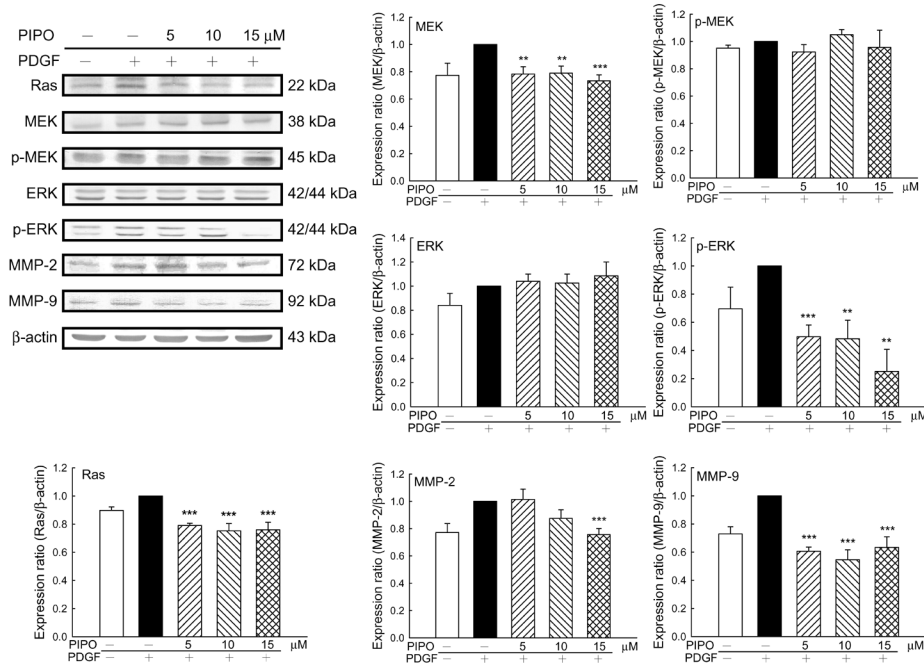 PIPO – – 5 10 15 μM
PDGF – + + + +
Ras 22 kDa
MEK 38 kDa
p-MEK 45 kDa
ERK 42/44 kDa
p-ERK 42/44 kDa
MMP-2 72 kDa
MMP-9 92 kDa
β-actin 43 kDa
MEK
Expression ratio (MEK/β-actin)
1.2
1.0
0.8
0.6
0.4
0.2
0.0
** ** ***
PIPO – – 5 10 15 μM
PDGF – + + + +
p-MEK
Expression ratio (p-MEK/β-actin)
1.2
1.0
0.8
0.6
0.4
0.2
0.0
PIPO – – 5 10 15 μM
PDGF – + + + +
ERK
Expression ratio (ERK/β-actin)
1.4
1.2
1.0
0.8
0.6
0.4
0.2
0.0
PIPO – – 5 10 15 μM
PDGF – + + + +
p-ERK
Expression ratio (p-ERK/β-actin)
1.2
1.0
0.8
0.6
0.4
0.2
0.0
*** ** **
PIPO – – 5 10 15 μM
PDGF – + + + +
Ras
Expression ratio (Ras/β-actin)
1.2
1.0
0.8
0.6
0.4
0.2
0.0
*** *** ***
PIPO – – 5 10 15 μM
PDGF – + + + +
MMP-2
Expression ratio (MMP-2/β-actin)
1.2
1.0
0.8
0.6
0.4
0.2
0.0
***
PIPO – – 5 10 15 μM
PDGF – + + + +
MMP-9
Expression ratio (MMP-9/β-actin)
1.2
1.0
0.8
0.6
0.4
0.2
0.0
*** *** ***
PIPO – – 5 10 15 μM
PDGF – + + + +